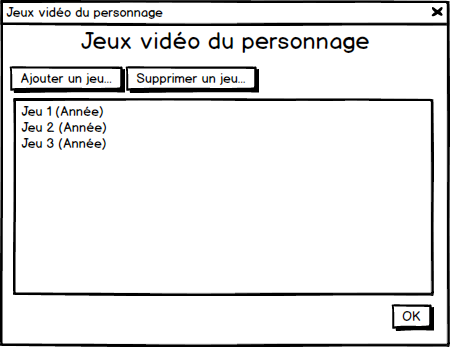 Jeux vidéo du personnage
Jeux vidéo du personnage
Ajouter un jeu...
Supprimer un jeu...
Jeu 1 (Année)
Jeu 2 (Année)
Jeu 3 (Année)
OK